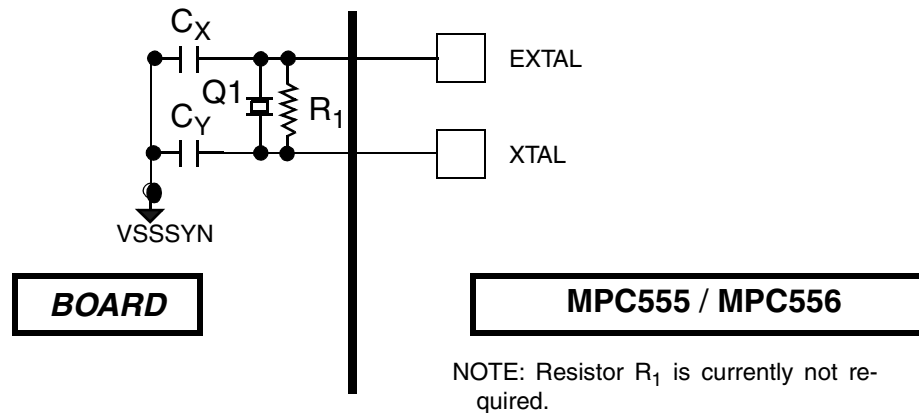 CX
EXTAL
Q1
R1
CY
XTAL
VSSSYN
BOARD
MPC555 / MPC556
NOTE: Resistor R1 is currently not re-
quired.